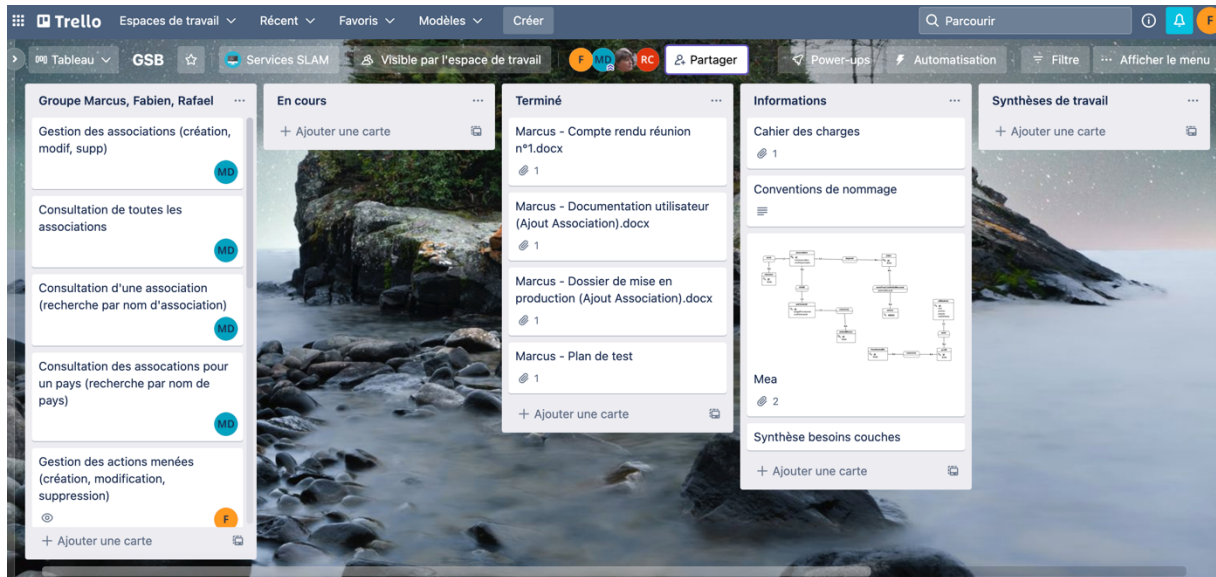 Trello Espaces de travail Récent Favoris Modèles Créer Parcourir F
Tableau GSB Services SLAM Visible par l'espace de travail F MD RC Partager Power-ups Automatisation Filtre ... Afficher le menu
Groupe Marcus, Fabien, Rafael ...
Gestion des associations (création,
modif, supp)
MD
Consultation de toutes les
associations
MD
Consultation d'une association
(recherche par nom d'association)
MD
Consultation des assocations pour
un pays (recherche par nom de
pays)
MD
Gestion des actions menées
(création, modification,
suppression)
F
+ Ajouter une carte
En cours ...
+ Ajouter une carte
Terminé ...
Marcus - Compte rendu réunion
n°1.docx
1
Marcus - Documentation utilisateur
(Ajout Association).docx
1
Marcus - Dossier de mise en
production (Ajout Association).docx
1
Marcus - Plan de test
1
+ Ajouter une carte
Informations ...
Cahier des charges
1
Conventions de nommage
Mea
2
Synthèse besoins couches
+ Ajouter une carte
Synthèses de travail ...
+ Ajouter une carte